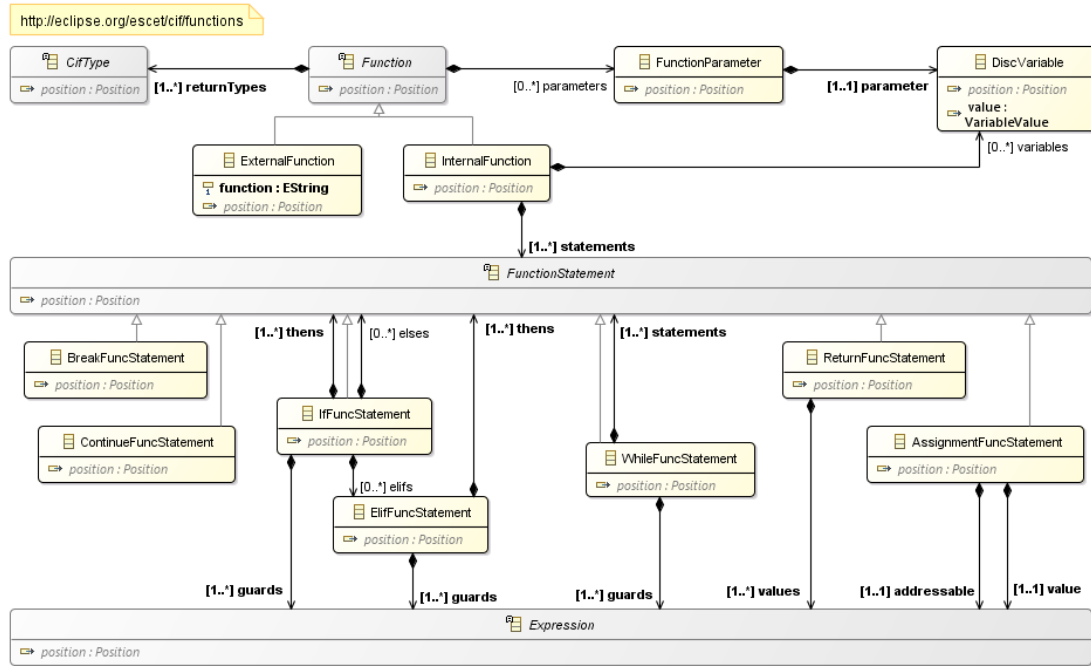 http://eclipse.org/escet/cif/functions
CifType
position : Position
[1..*] returnTypes
Function
position : Position
[0..*] parameters
FunctionParameter
position : Position
[1..1] parameter
DiscVariable
position : Position
value :
VariableValue
[0..*] variables
ExternalFunction
function : EString
position : Position
InternalFunction
position : Position
[1..*] statements
FunctionStatement
position : Position
[1..*] thens
[0..*] elses
[1..*] thens
[1..*] statements
BreakFuncStatement
position : Position
ReturnFuncStatement
position : Position
IfFuncStatement
position : Position
ContinueFuncStatement
position : Position
WhileFuncStatement
position : Position
AssignmentFuncStatement
position : Position
[0..*] elifs
ElifFuncStatement
position : Position
[1..*] guards
[1..*] guards
[1..*] guards
[1..*] values
[1..1] addressable
[1..1] value
Expression
position : Position